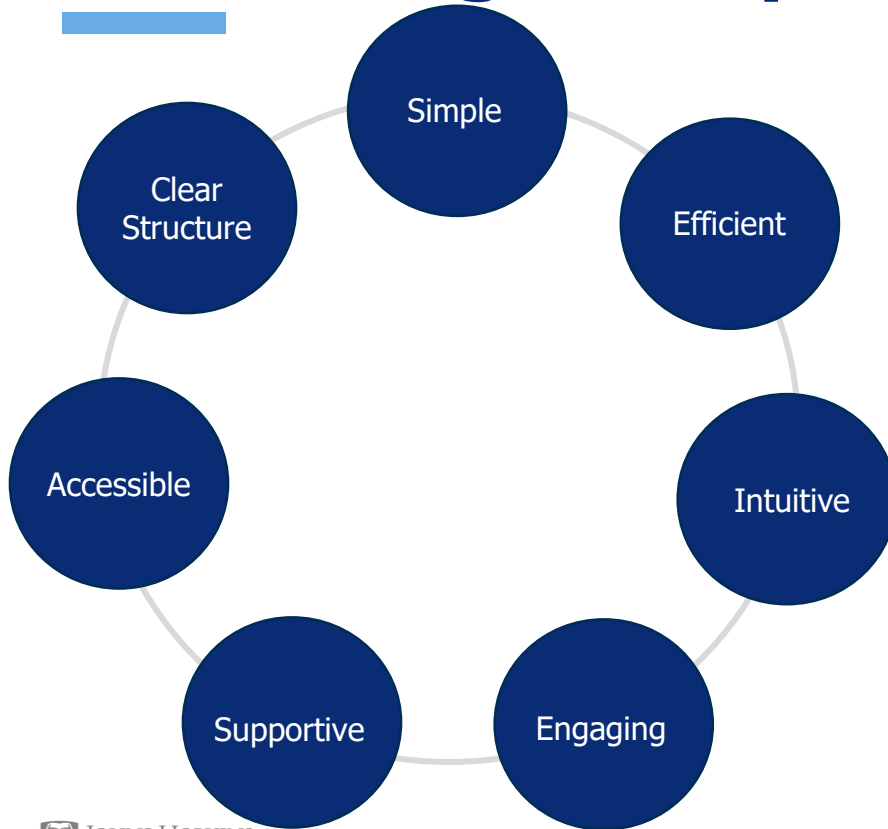 Simple
Efficient
Intuitive
Engaging
Supportive
Accessible
Clear
Structure